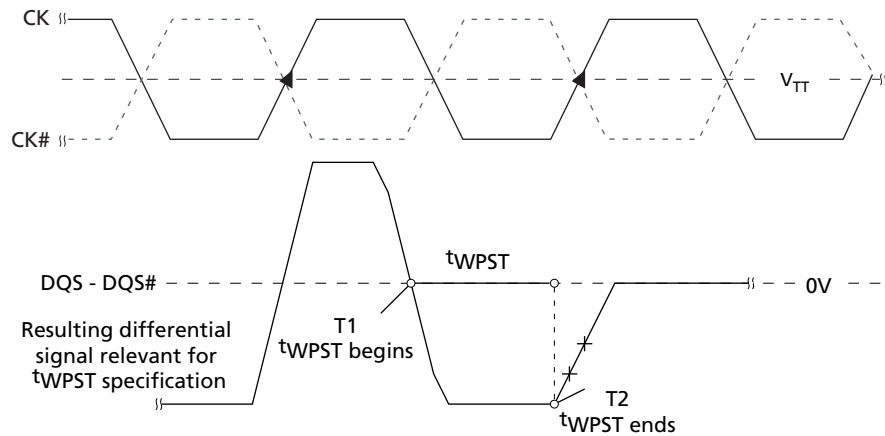 CK
V_TT
CK#
tWPST
DQS - DQS#
0V
T1
tWPST begins
Resulting differential
signal relevant for
tWPST specification
T2
tWPST ends